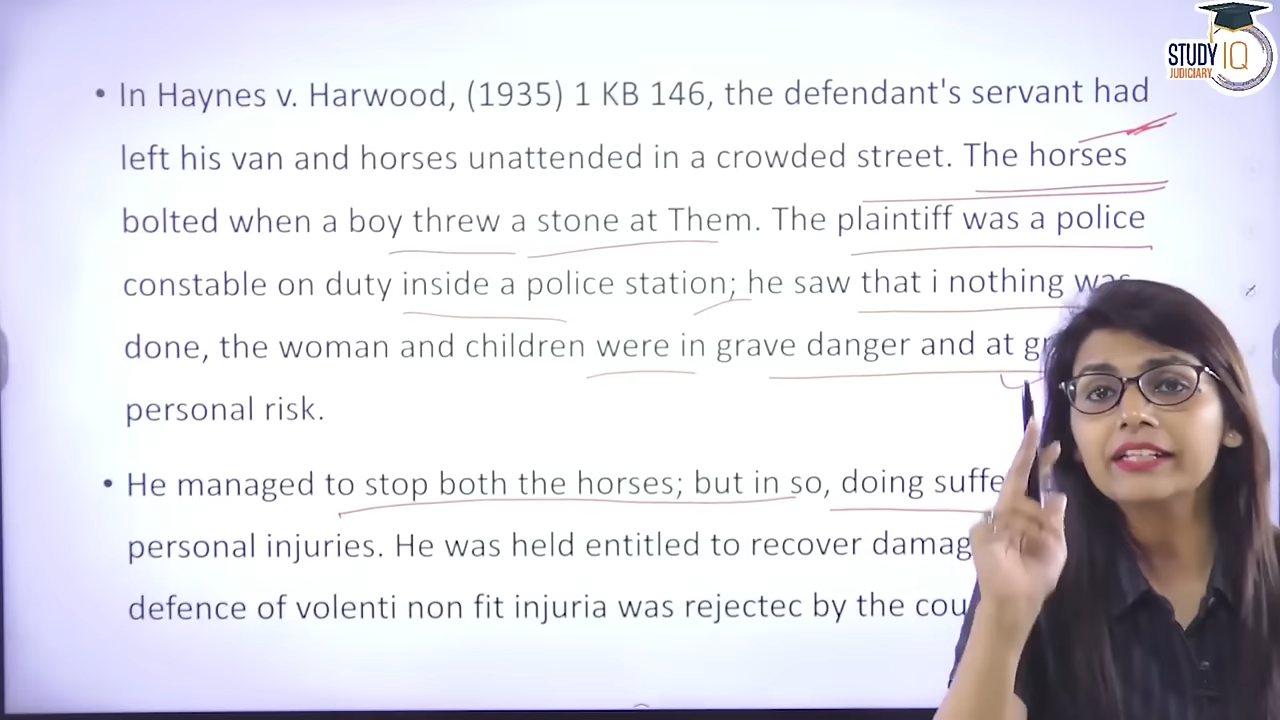 STUDY IQ
JUDICIARY
• In Haynes v. Harwood, (1935) 1 KB 146, the defendant's servant had
left his van and horses unattended in a crowded street. The horses
bolted when a boy threw a stone at Them. The plaintiff was a police
constable on duty inside a police station; he saw that i nothing was
done, the woman and children were in grave danger and at
personal risk.
• He managed to stop both the horses; but in so, doing
personal injuries. He was held entitled to recover
defence of volenti non fit injuria was rejectec by the